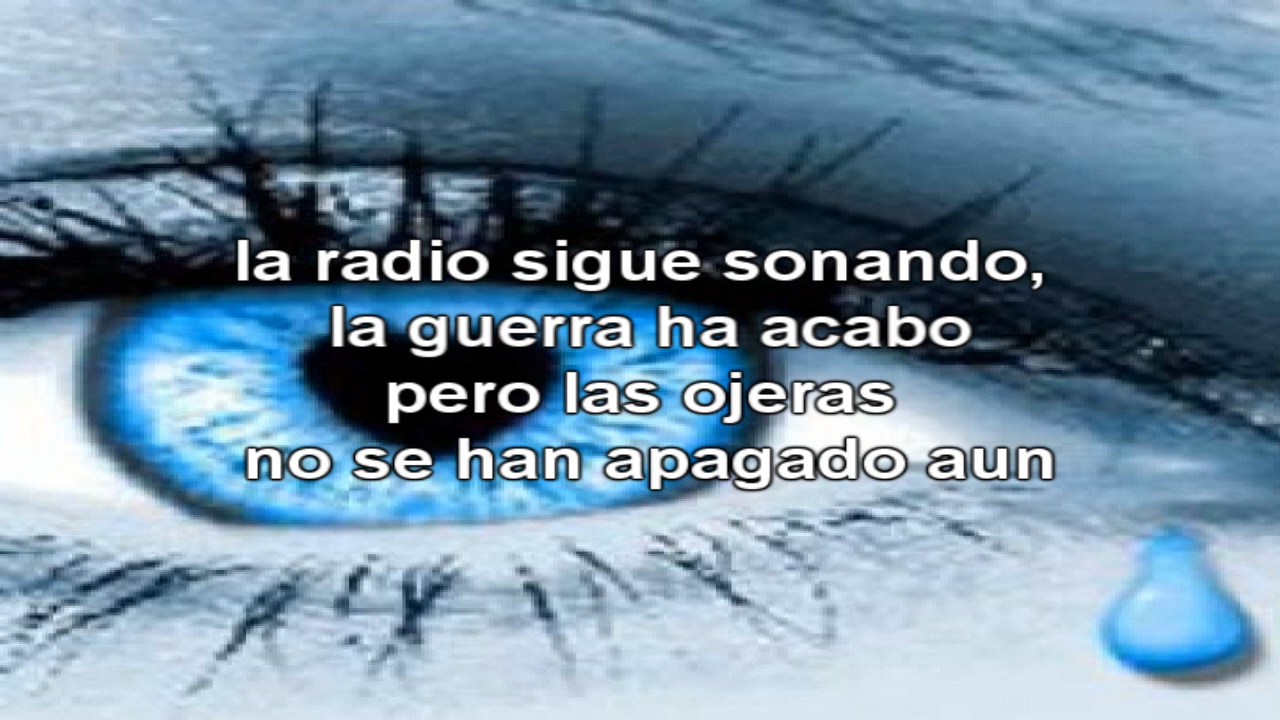 la radio sigue sonando,
la guerra ha acabo
pero las ojeras
no se han apagado aun